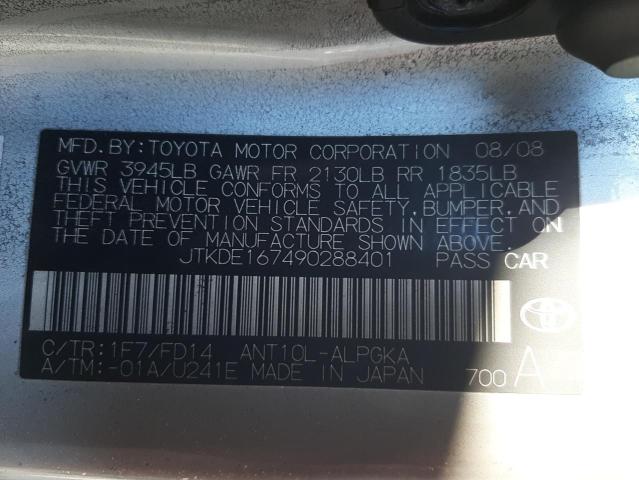 MFD.BY:TOYOTA MOTOR CORPORATION 08/08
GVWR 3945LB GAWR FR 2130LB RR 1835LB
THIS VEHICLE CONFORMS TO ALL APPLICABLE
FEDERAL MOTOR VEHICLE SAFETY,BUMPER,AND
THEFT PREVENTION STANDARDS IN EFFECT ON
THE DATE OF MANUFACTURE SHOWN ABOVE.
JTKDE167490288401 PASS CAR
C/TR:1F7/FD14 ANT10L-ALPGKA
A/TM:-01A/U241E MADE IN JAPAN 700 A